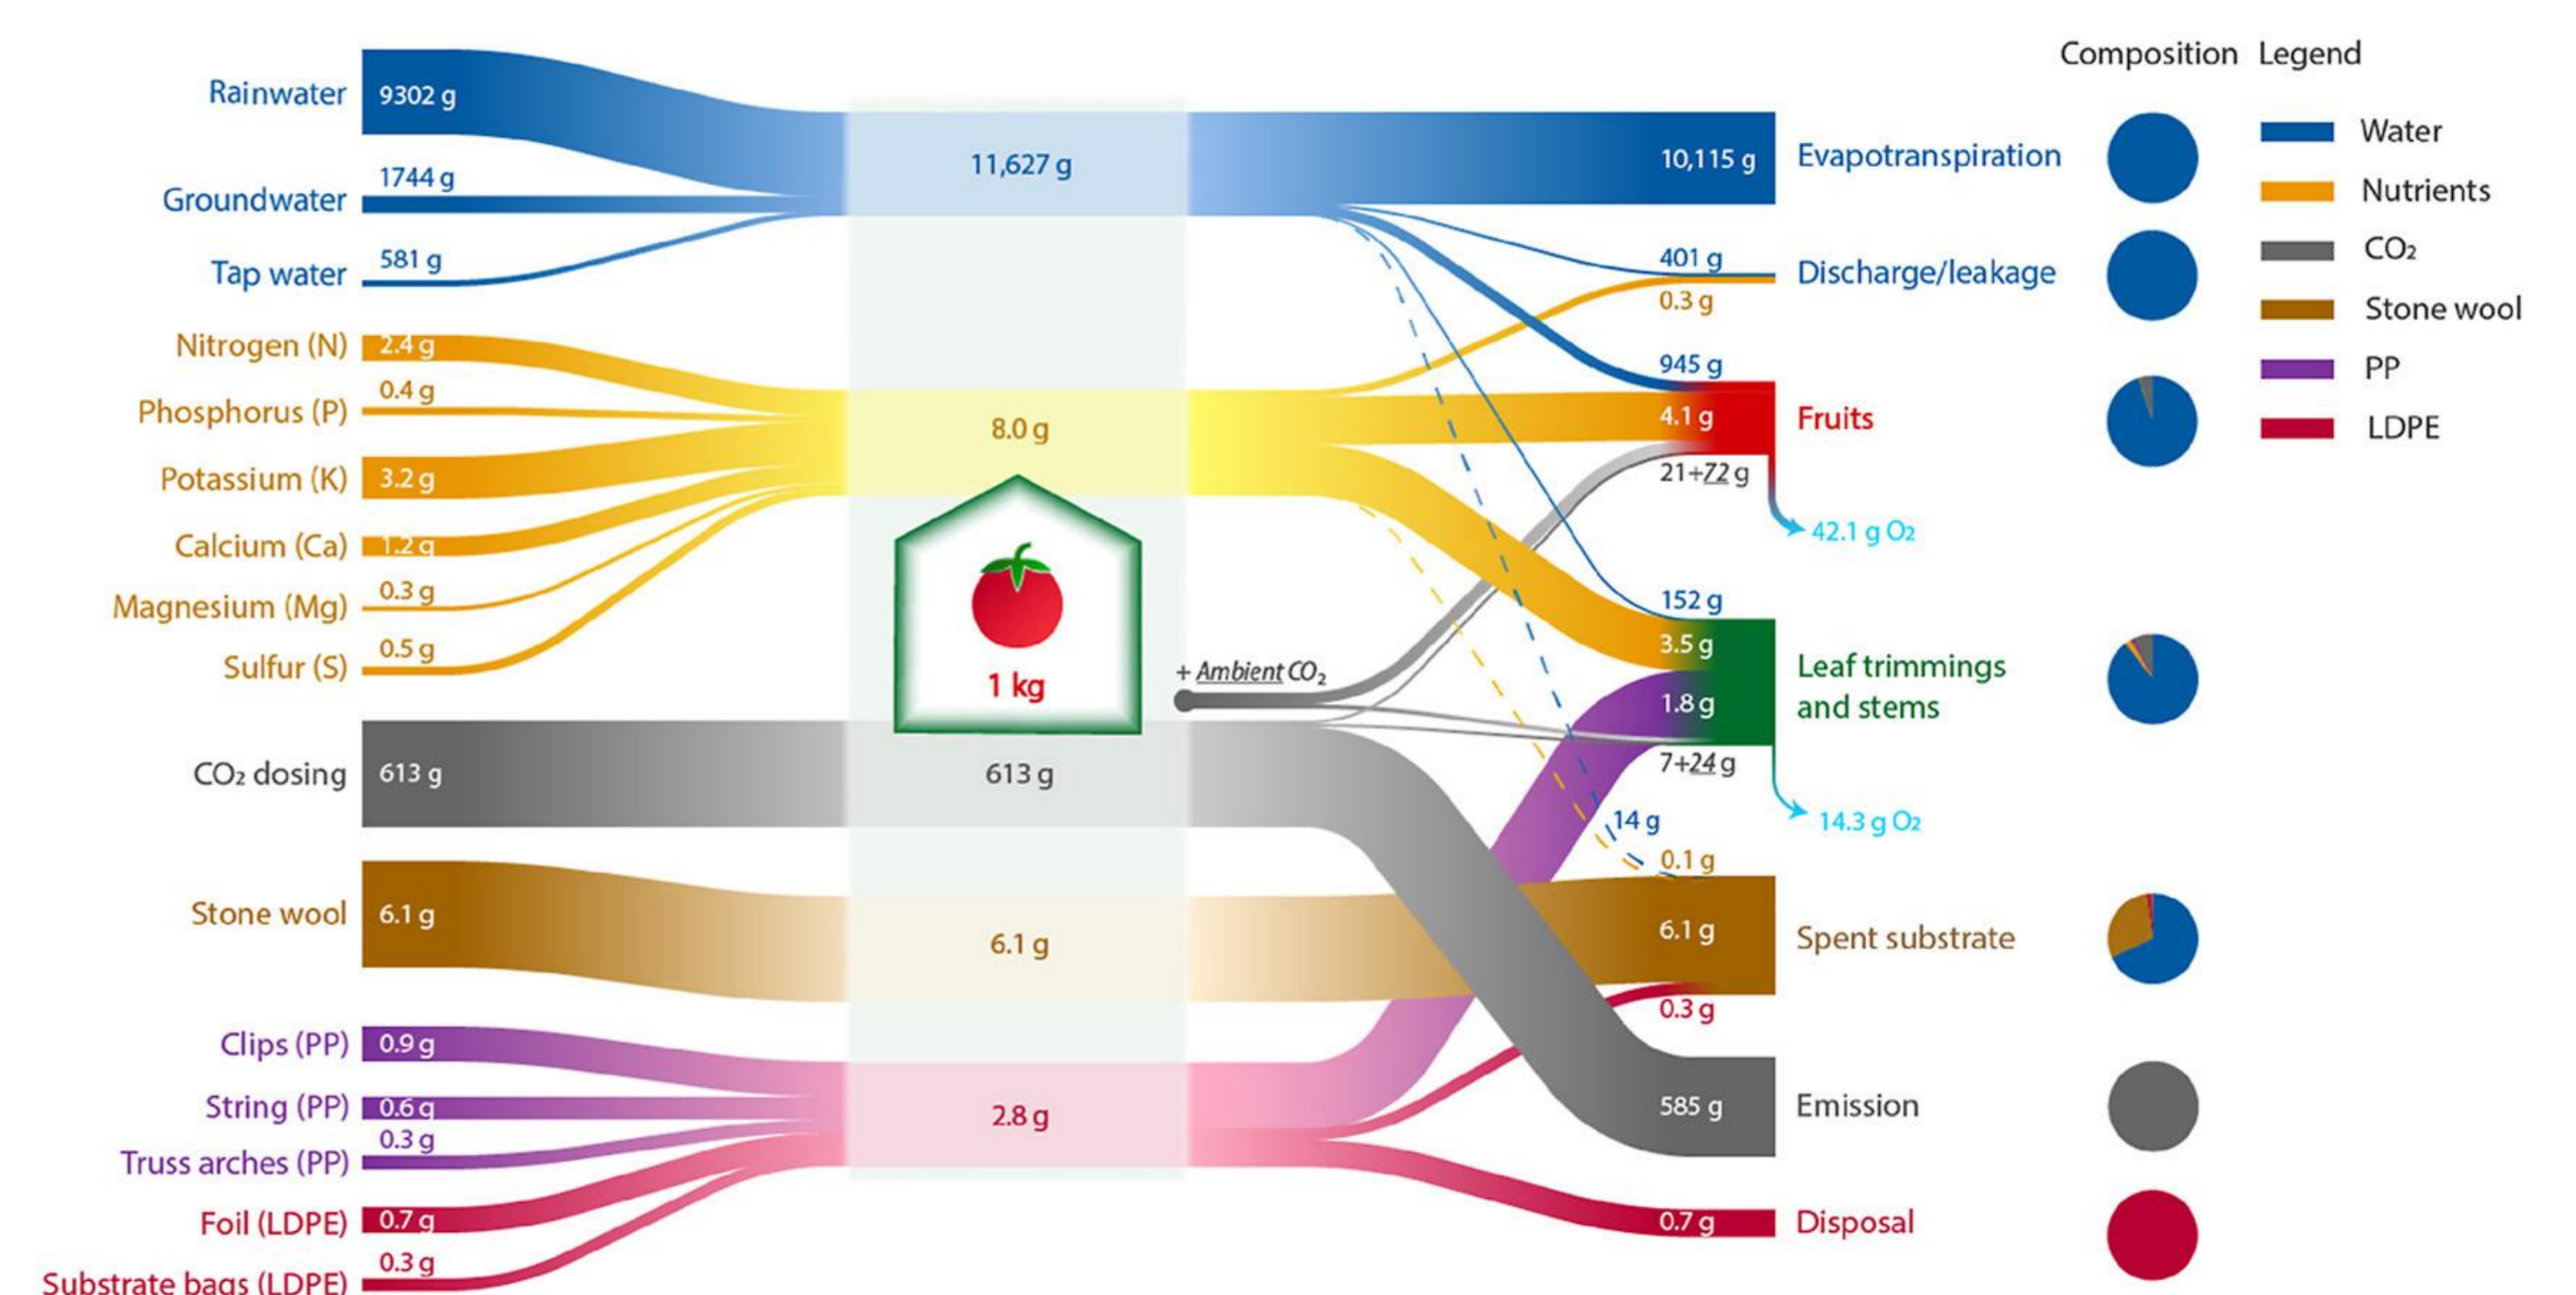 Composition Legend
Rainwater 9302 g
11,627 g
10,115 g Evapotranspiration
Water
Groundwater 1744 g
Nutrients
Tap water 581 g
401 g Discharge/leakage
0.3 g
CO₂
Stone wool
Nitrogen (N) 2.4 g
945 g
PP
Phosphorus (P) 0.4 g
8.0 g
4.1 g Fruits
LDPE
Potassium (K) 3.2 g
21+72 g
42.1 g O₂
Calcium (Ca) 1.2 g
Magnesium (Mg) 0.3 g
152 g
Sulfur (S) 0.5 g
1 kg
+ Ambient CO₂
3.5 g
Leaf trimmings
and stems
1.8 g
CO₂ dosing 613 g
613 g
7+24 g
14.3 g O₂
14 g
0.1 g
Stone wool 6.1 g
6.1 g
6.1 g Spent substrate
0.3 g
Clips (PP) 0.9 g
String (PP) 0.6 g
2.8 g
585 g Emission
Truss arches (PP) 0.3 g
Foil (LDPE) 0.7 g
0.7 g Disposal
Substrate bags (LDPE) 0.3 g